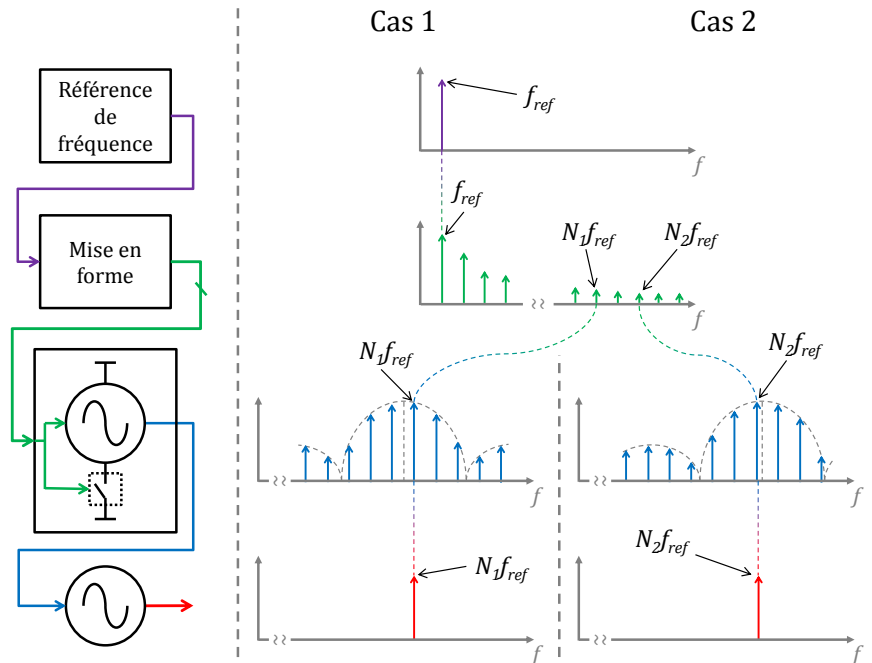 Cas 1
Cas 2
Référence
de
fréquence
f_ref
f
Mise en
forme
f_ref
N_1f_ref
N_2f_ref
f
N_1f_ref
N_2f_ref
f
f
N_1f_ref
N_2f_ref
f
f